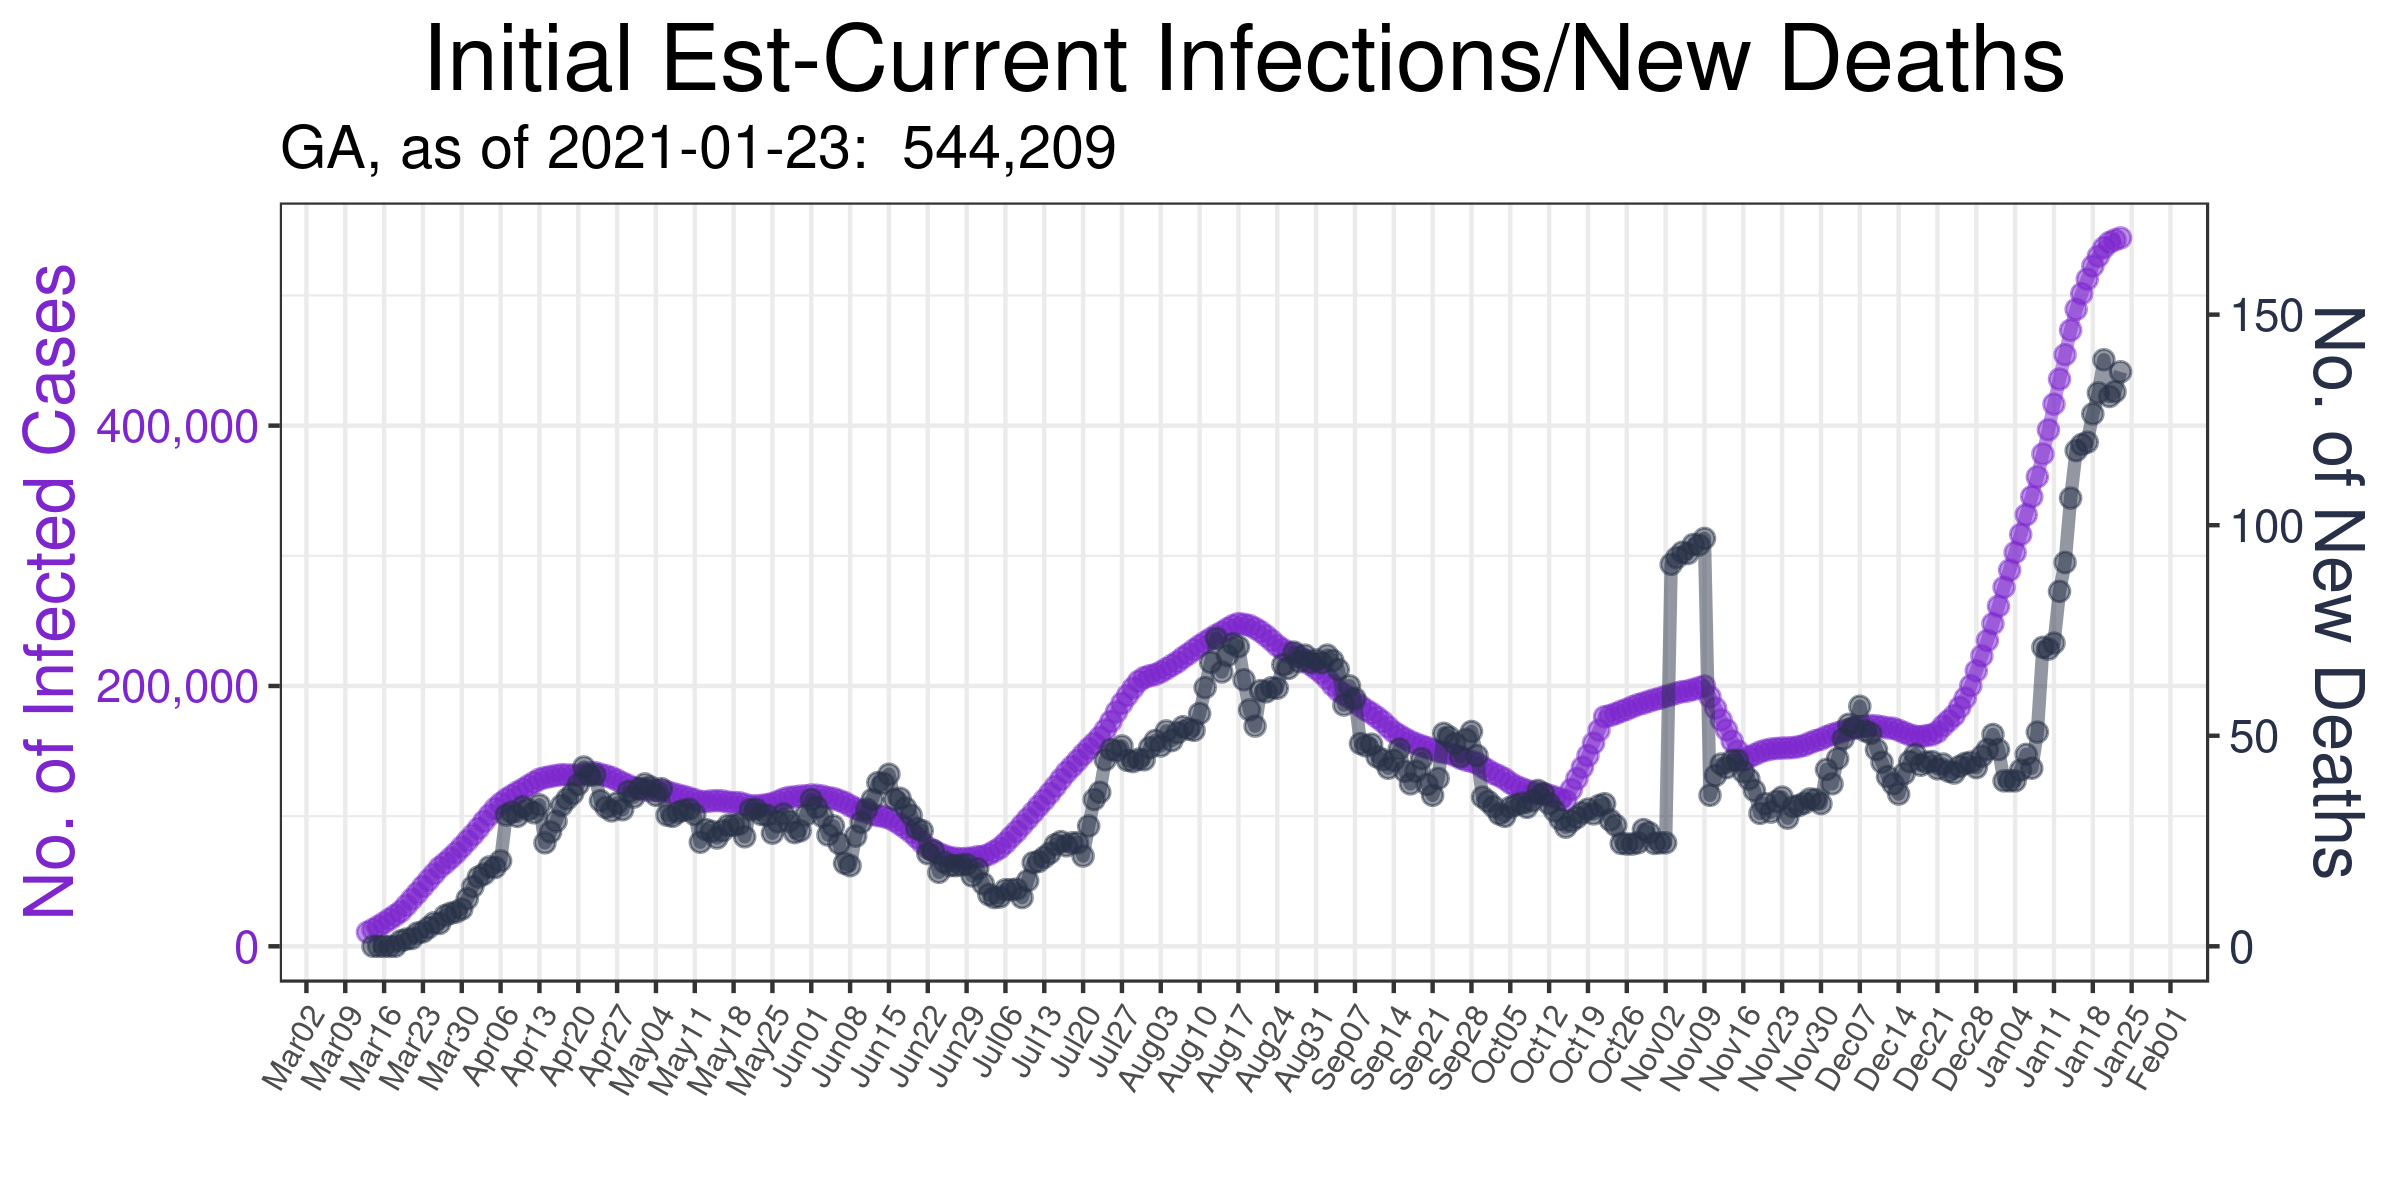 Initial Est-Current Infections/New Deaths
GA, as of 2021-01-23:  544,209
No. of Infected Cases
400,000
200,000
0
150
100
50
0
No. of New Deaths
Mar02
Mar09
Mar16
Mar23
Mar30
Apr06
Apr13
Apr20
Apr27
May04
May11
May18
May25
Jun01
Jun08
Jun15
Jun22
Jun29
Jul06
Jul13
Jul20
Jul27
Aug03
Aug10
Aug17
Aug24
Aug31
Sep07
Sep14
Sep21
Sep28
Oct05
Oct12
Oct19
Oct26
Nov02
Nov09
Nov16
Nov23
Nov30
Dec07
Dec14
Dec21
Dec28
Jan04
Jan11
Jan18
Jan25
Feb01